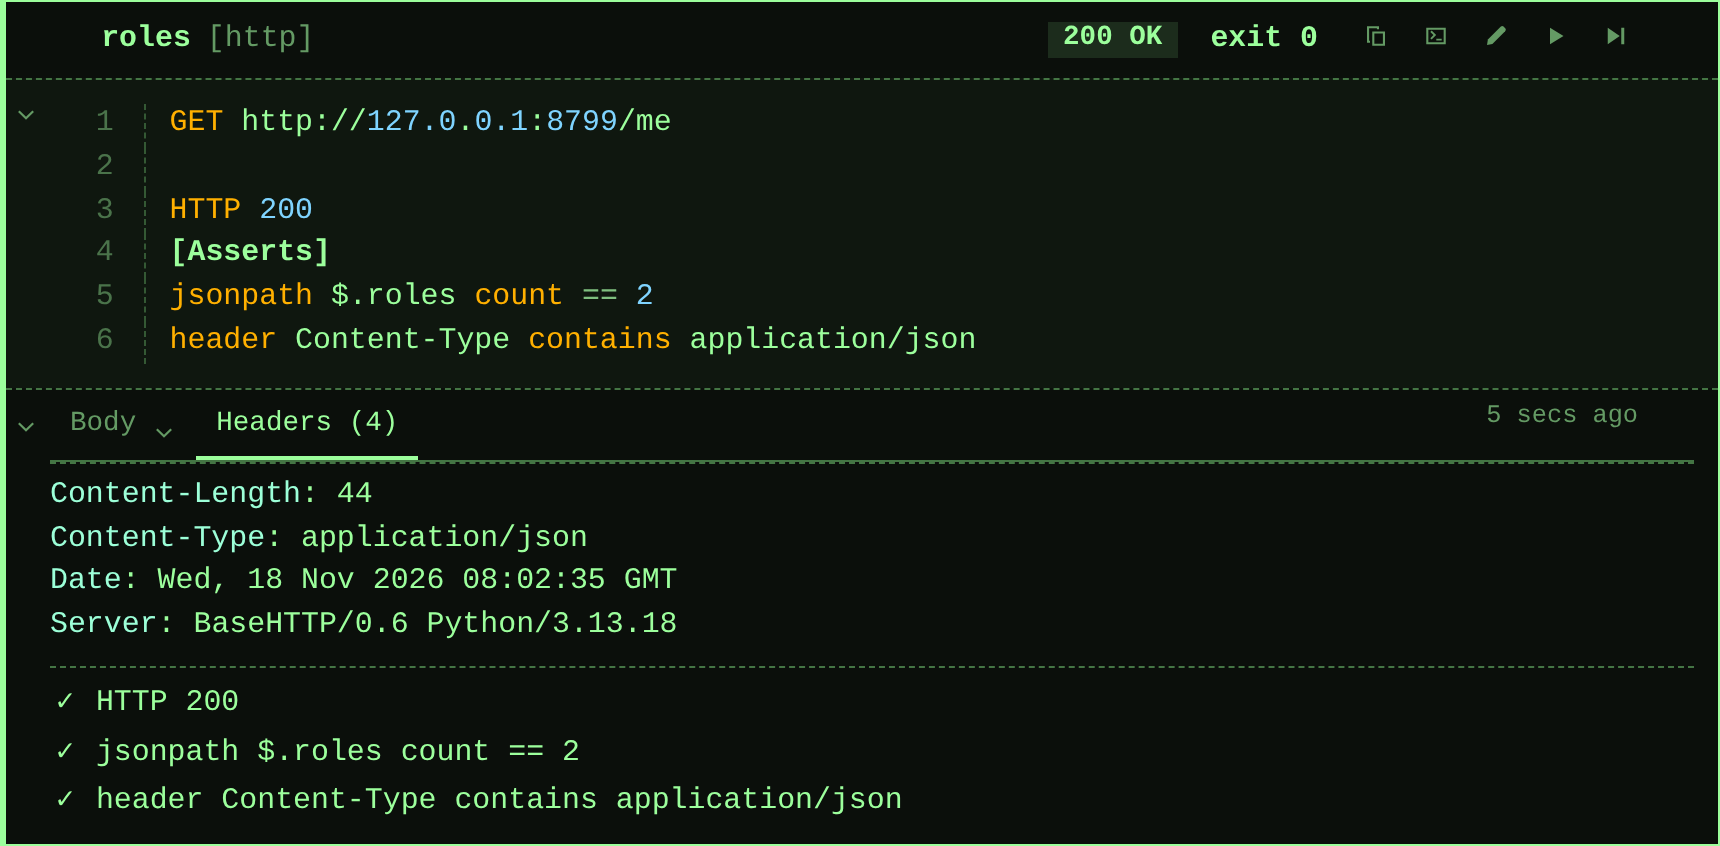 roles [http] 200 OK exit 0
1 GET http://127.0.0.1:8799/me
2
3 HTTP 200
4 [Asserts]
5 jsonpath $.roles count == 2
6 header Content-Type contains application/json
Body Headers (4) 5 secs ago
Content-Length: 44
Content-Type: application/json
Date: Wed, 18 Nov 2026 08:02:35 GMT
Server: BaseHTTP/0.6 Python/3.13.18
✓ HTTP 200
✓ jsonpath $.roles count == 2
✓ header Content-Type contains application/json